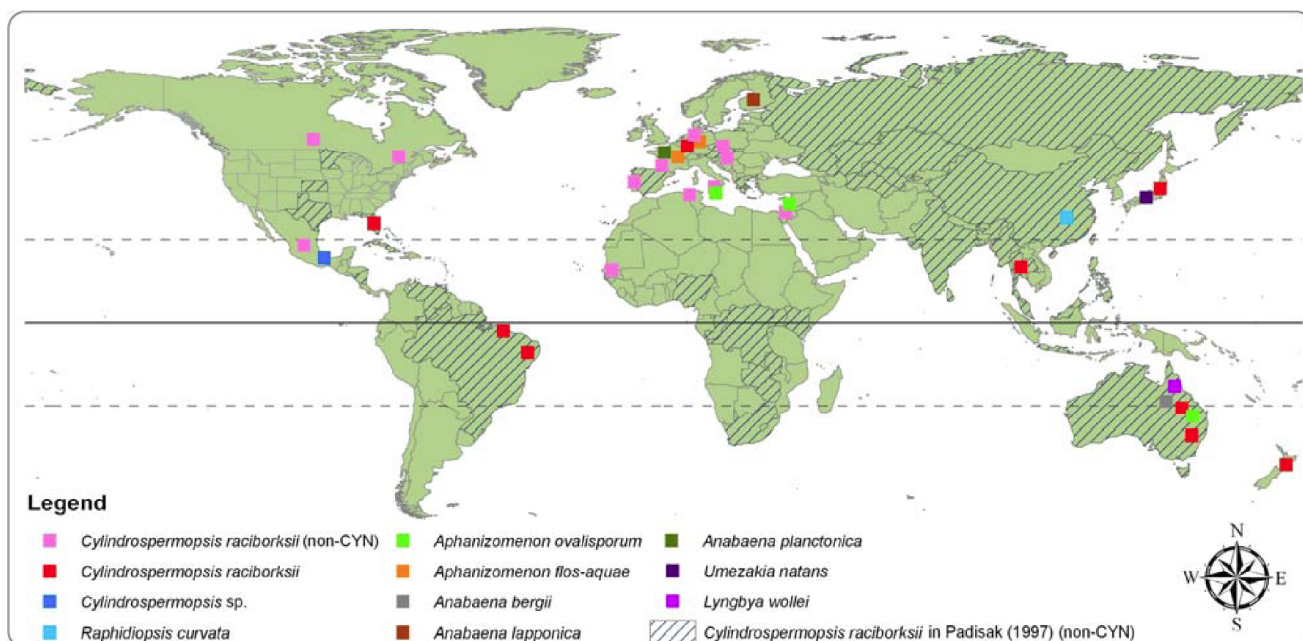 Legend
Cylindrospermopsis raciborksii (non-CYN)
Cylindrospermopsis raciborksii
Cylindrospermopsis sp.
Raphidiopsis curvata
Aphanizomenon ovalisporum
Aphanizomenon flos-aquae
Anabaena bergii
Anabaena lapponica
Anabaena planctonica
Umezakia natans
Lyngbya wollei
Cylindrospermopsis raciborksii in Padisak (1997) (non-CYN)
N
W E
S